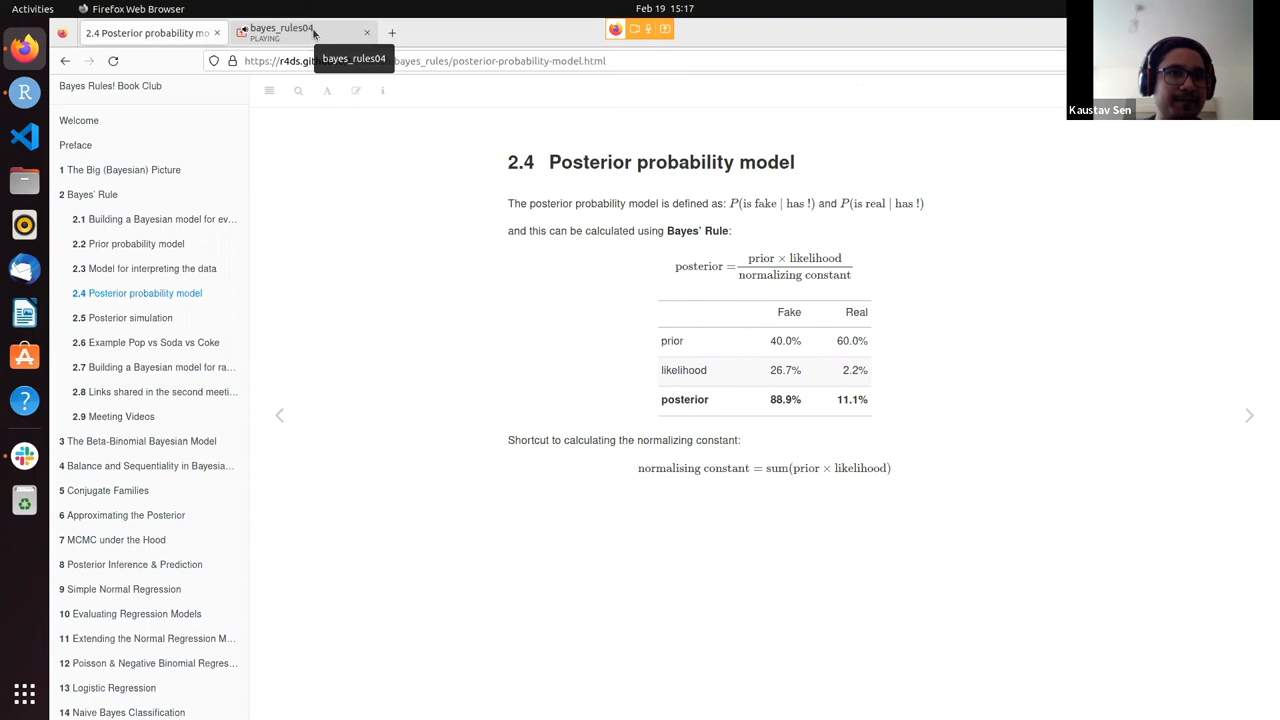 Activities
Firefox Web Browser
Feb 19 15:17
2.4 Posterior probability mo
bayes_rules04
PLAYING
bayes_rules04
bayes_rules/posterior-probability-model.html
Kaustav Sen
Bayes Rules! Book Club
Welcome
Preface
1 The Big (Bayesian) Picture
2 Bayes' Rule
2.1 Building a Bayesian model for ev...
2.2 Prior probability model
2.3 Model for interpreting the data
2.4 Posterior probability model
2.5 Posterior simulation
2.6 Example Pop vs Soda vs Coke
2.7 Building a Bayesian model for ra...
2.8 Links shared in the second meeti...
2.9 Meeting Videos
3 The Beta-Binomial Bayesian Model
4 Balance and Sequentiality in Bayesia...
5 Conjugate Families
6 Approximating the Posterior
7 MCMC under the Hood
8 Posterior Inference & Prediction
9 Simple Normal Regression
10 Evaluating Regression Models
11 Extending the Normal Regression M...
12 Poisson & Negative Binomial Regres...
13 Logistic Regression
14 Naive Bayes Classification
2.4 Posterior probability model
The posterior probability model is defined as: P(is fake | has !) and P(is real | has !)
and this can be calculated using Bayes' Rule:
posterior = prior × likelihood
normalizing constant
Fake Real
prior 40.0% 60.0%
likelihood 26.7% 2.2%
posterior 88.9% 11.1%
Shortcut to calculating the normalizing constant:
normalising constant = sum(prior × likelihood)